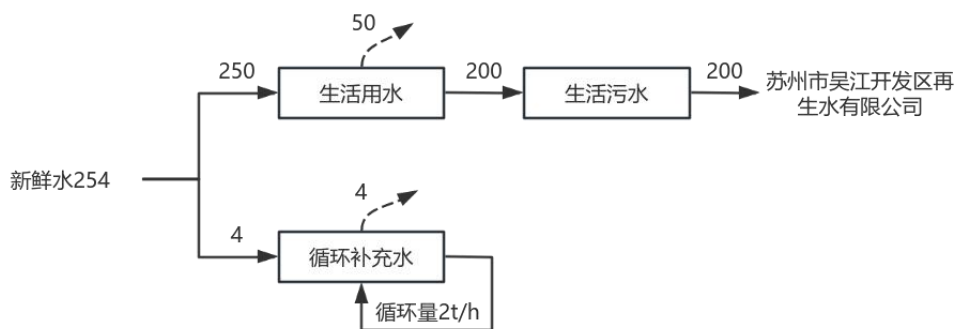 50
250
生活用水
200
生活污水
200
苏州市吴江开发区再
生水有限公司
新鲜水254
4
4
循环补充水
循环量2t/h